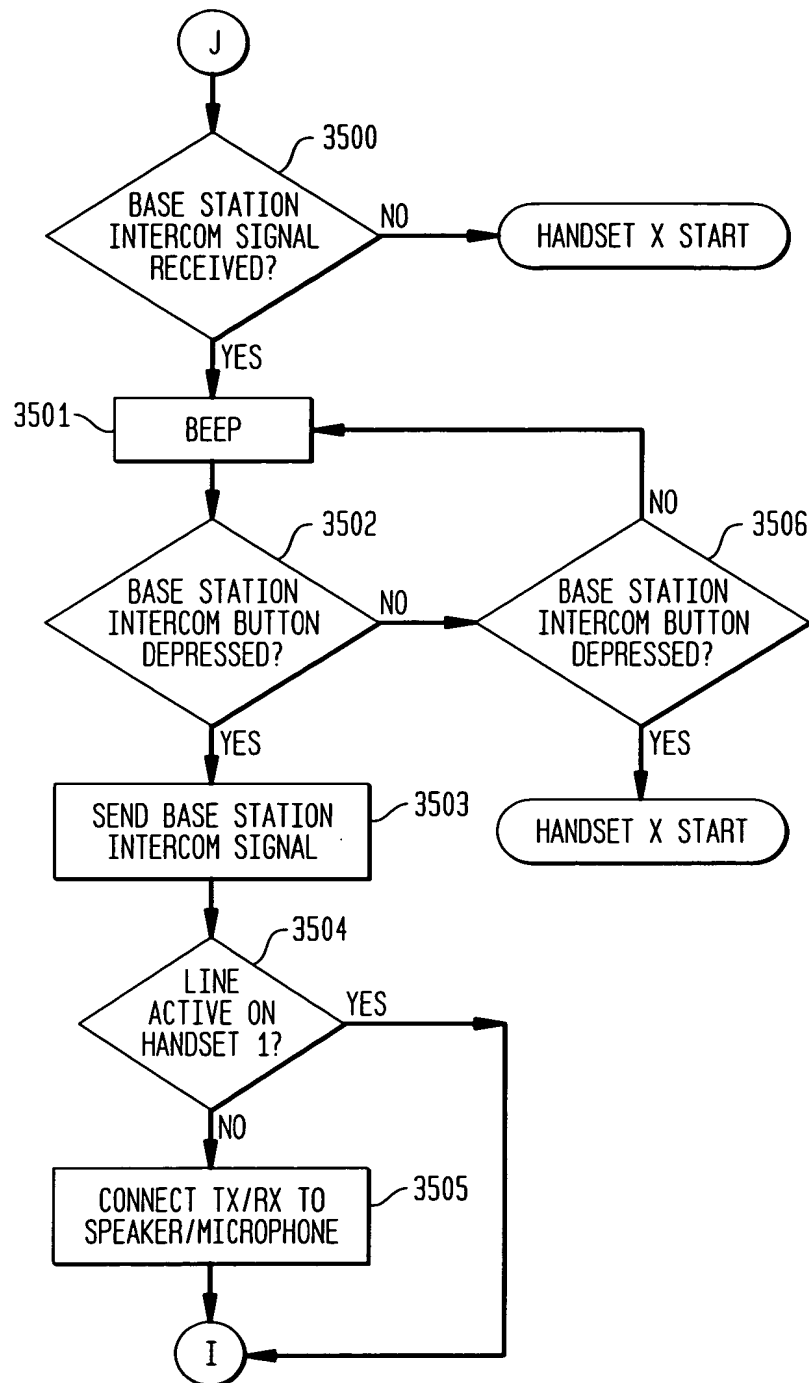 J
3500
BASE STATION
INTERCOM SIGNAL
RECEIVED?
NO
HANDSET X START
YES
3501
BEEP
NO
3502
3506
BASE STATION
INTERCOM BUTTON
DEPRESSED?
NO
BASE STATION
INTERCOM BUTTON
DEPRESSED?
YES
YES
SEND BASE STATION
INTERCOM SIGNAL
3503
HANDSET X START
3504
LINE
ACTIVE ON
HANDSET 1?
YES
NO
CONNECT TX/RX TO
SPEAKER/MICROPHONE
3505
I